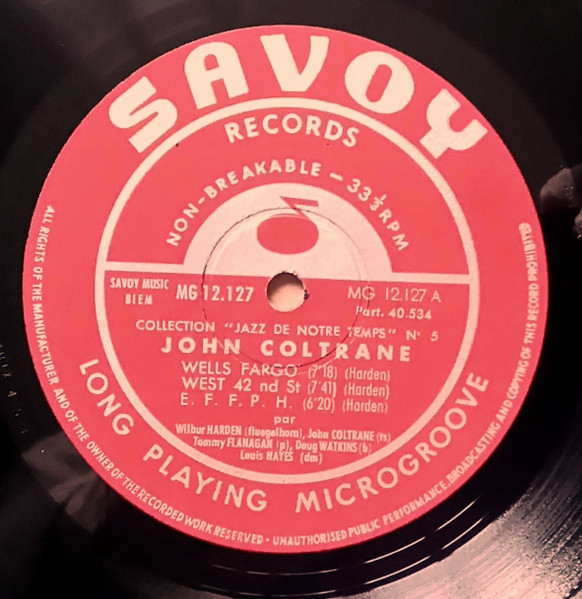 SAVOY
RECORDS
NON-BREAKABLE - 33⅓ RPM
SAVOY MUSIC
BIEM
MG 12.127
MG 12.127 A
Part. 40.534
COLLECTION "JAZZ DE NOTRE TEMPS" N° 5
JOHN COLTRANE
WELLS FARGO (7'18) (Harden)
WEST 42 nd St (7'41) (Harden)
E. F. F. P. H. (6'20) (Harden)
par
Wilbur HARDEN (fluegelhorn), John COLTRANE (ts)
Tommy FLANAGAN (p), Doug WATKINS (b)
Louis HAYES (dm)
LONG PLAYING MICROGROOVE
ALL RIGHTS OF THE MANUFACTURER AND OF THE OWNER OF THE RECORDED WORK RESERVED - UNAUTHORISED PUBLIC PERFORMANCE, BROADCASTING AND COPYING OF THIS RECORD PROHIBITED